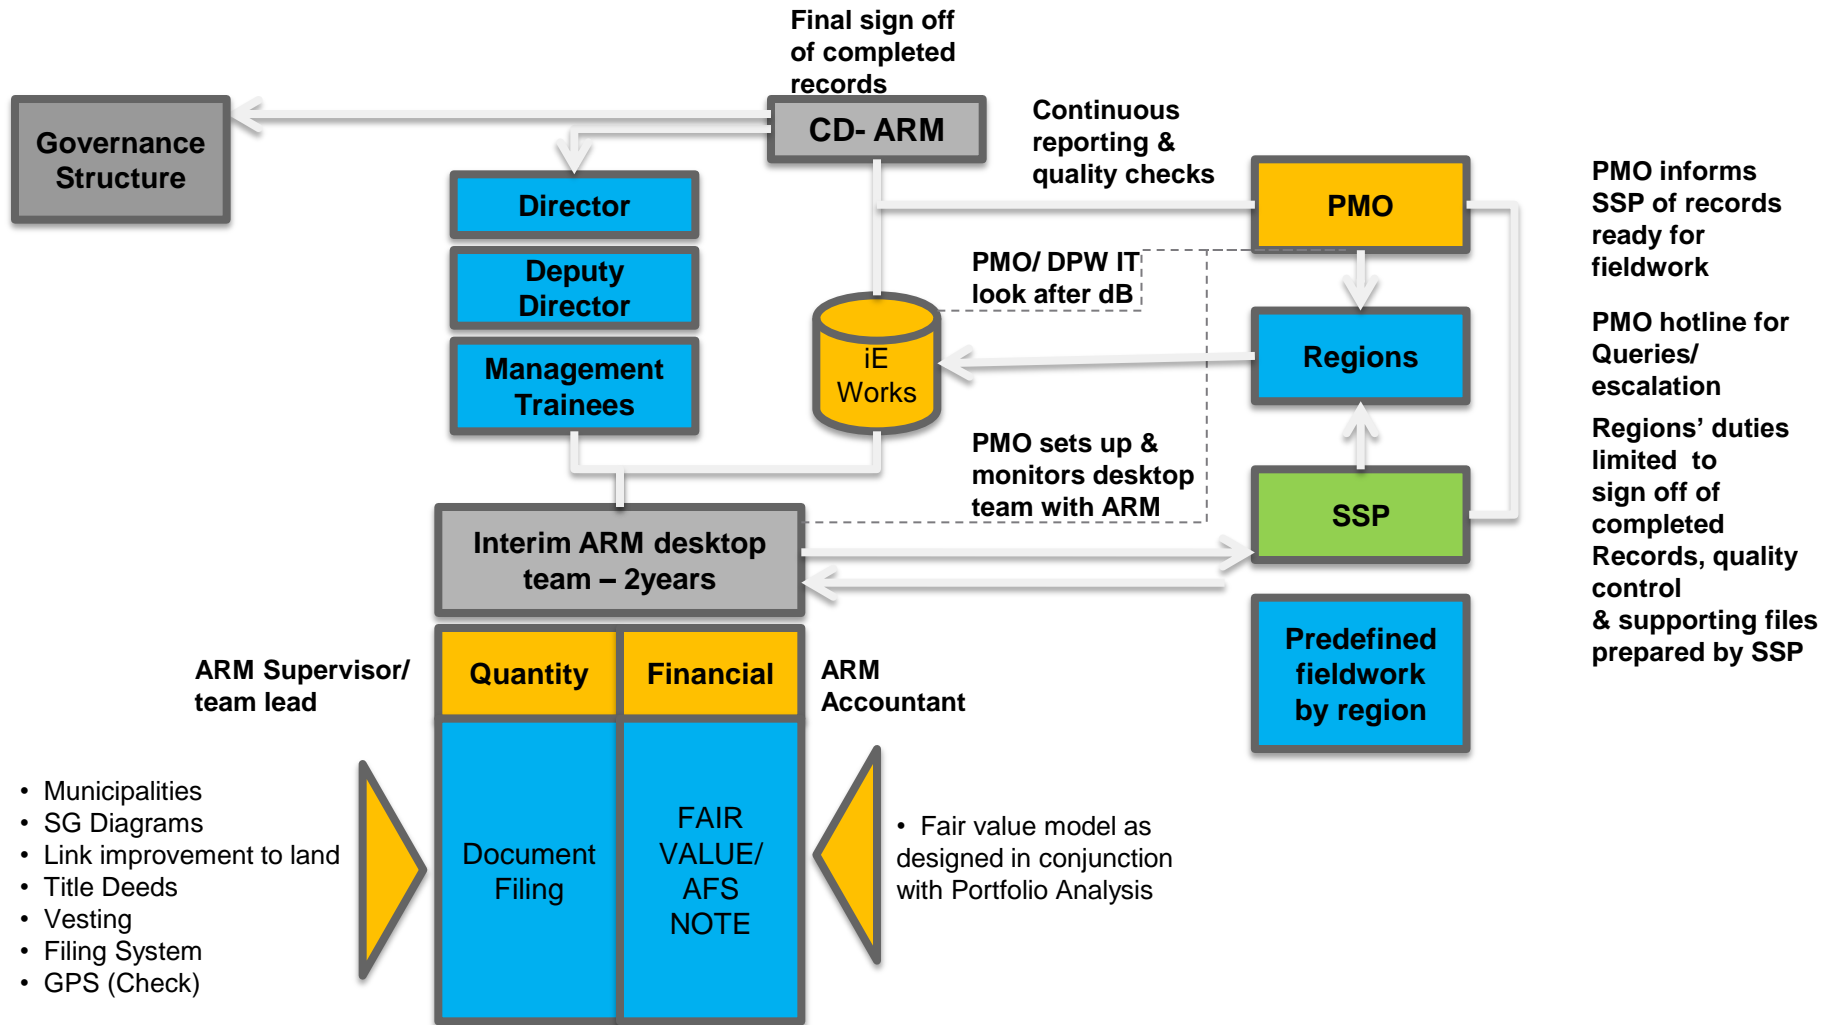 Final sign off
of completed
records
Governance
Structure
CD- ARM
Continuous
reporting &
quality checks
Director
Deputy
Director
Management
Trainees
PMO
PMO/ DPW IT
look after dB
iE
Works
Regions
PMO sets up &
monitors desktop
team with ARM
SSP
Interim ARM desktop
team – 2years
Predefined
fieldwork
by region
PMO informs
SSP of records
ready for
fieldwork
PMO hotline for
Queries/
escalation
Regions’ duties
limited to
sign off of
completed
Records, quality
control
& supporting files
prepared by SSP
ARM Supervisor/
team lead
Quantity
Financial
ARM
Accountant
• Municipalities
• SG Diagrams
• Link improvement to land
• Title Deeds
• Vesting
• Filing System
• GPS (Check)
Document
Filing
FAIR
VALUE/
AFS
NOTE
• Fair value model as
designed in conjunction
with Portfolio Analysis